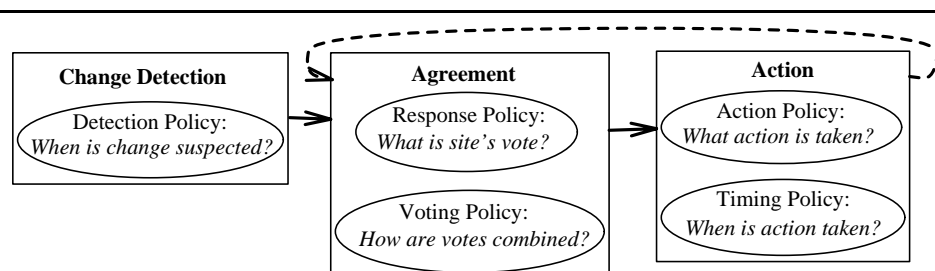 Change Detection
Detection Policy:
When is change suspected?
Agreement
Response Policy:
What is site's vote?
Voting Policy:
How are votes combined?
Action
Action Policy:
What action is taken?
Timing Policy:
When is action taken?